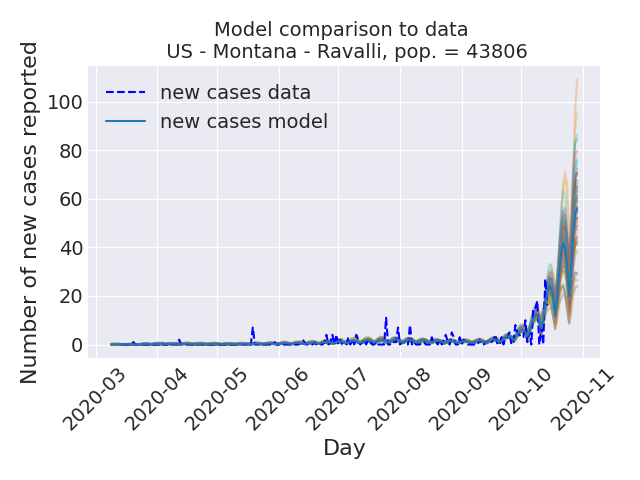 Model comparison to data
US - Montana - Ravalli, pop. = 43806
Number of new cases reported
100
80
60
40
20
0
new cases data
new cases model
2020-03
2020-04
2020-05
2020-06
2020-07
2020-08
2020-09
2020-10
2020-11
Day